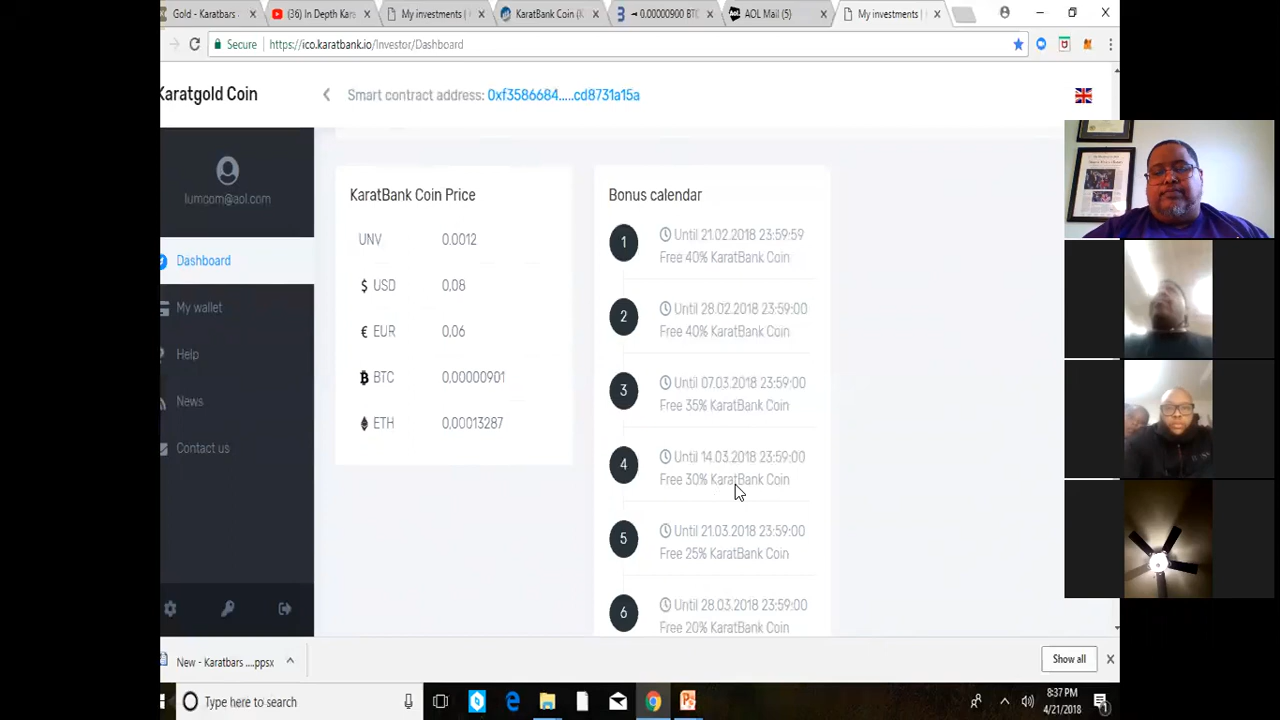 Gold - Karatbars
(36) In Depth Kara
My investments |
KaratBank Coin (K
0.00000900 BTC
AOL Mail (5)
My investments |
Secure
https://ico.karatbank.io/Investor/Dashboard
Karatgold Coin
Smart contract address: 0xf3586684.....cd8731a15a
lumcom@aol.com
Dashboard
My wallet
Help
News
Contact us
KaratBank Coin Price
UNV 0.0012
$ USD 0,08
€ EUR 0,06
BTC 0,00000901
ETH 0,00013287
Bonus calendar
1
Until 21.02.2018 23:59:59
Free 40% KaratBank Coin
2
Until 28.02.2018 23:59:00
Free 40% KaratBank Coin
3
Until 07.03.2018 23:59:00
Free 35% KaratBank Coin
4
Until 14.03.2018 23:59:00
Free 30% KaratBank Coin
5
Until 21.03.2018 23:59:00
Free 25% KaratBank Coin
6
Until 28.03.2018 23:59:00
Free 20% KaratBank Coin
New - Karatbars ....ppsx
Show all
Type here to search
8:37 PM
4/21/2018